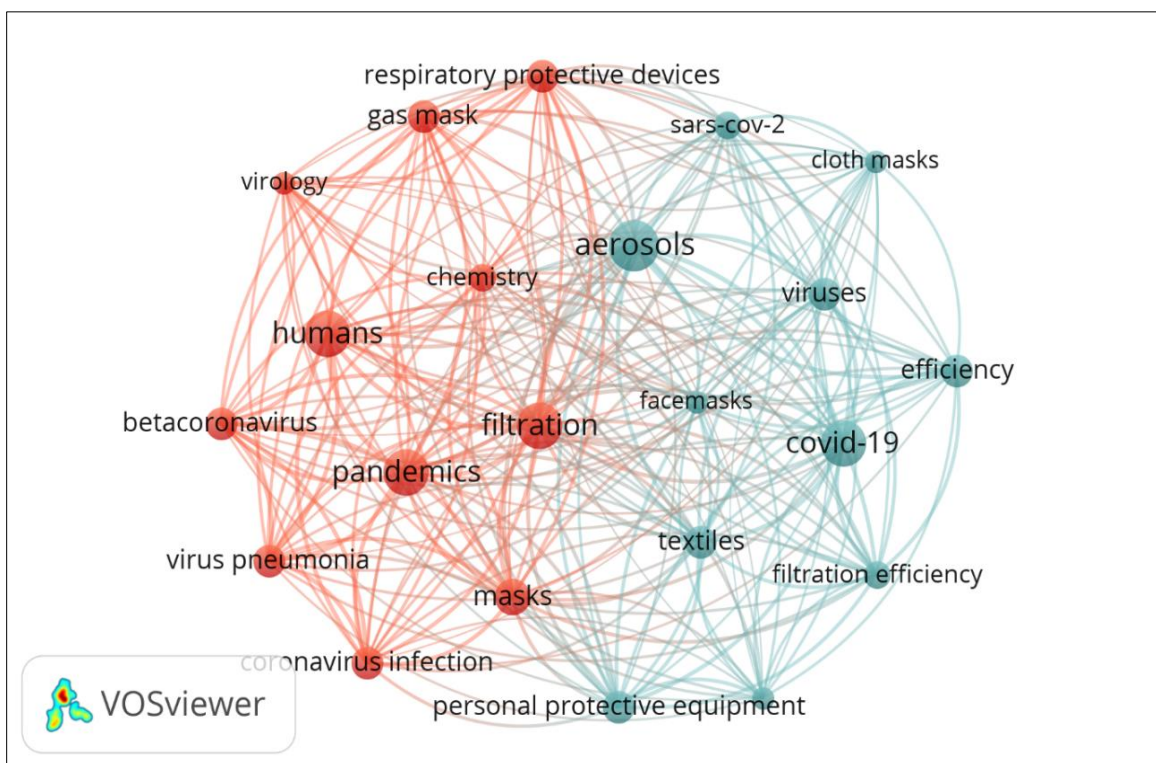 respiratory protective devices
gas mask
sars-cov-2
cloth masks
virology
aerosols
chemistry
viruses
humans
efficiency
facemasks
betacoronavirus
filtration
covid-19
pandemics
textiles
virus pneumonia
filtration efficiency
masks
coronavirus infection
personal protective equipment
VOSviewer